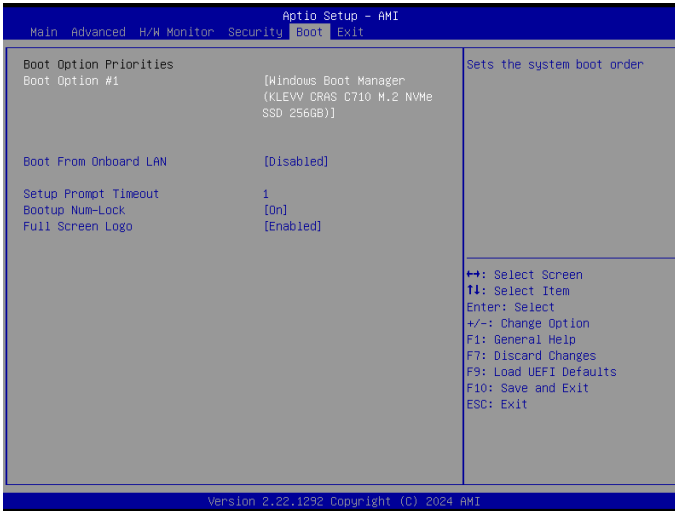 Aptio Setup – AMI
Main Advanced H/W Monitor Security Boot Exit
Boot Option Priorities
Boot Option #1 [Windows Boot Manager
(KLEVV CRAS C710 M.2 NVMe
SSD 256GB)]
Boot From Onboard LAN [Disabled]
Setup Prompt Timeout 1
Bootup Num-Lock [On]
Full Screen Logo [Enabled]
Sets the system boot order
↔: Select Screen
↑↓: Select Item
Enter: Select
+/-: Change Option
F1: General Help
F7: Discard Changes
F9: Load UEFI Defaults
F10: Save and Exit
ESC: Exit
Version 2.22.1292 Copyright (C) 2024 AMI